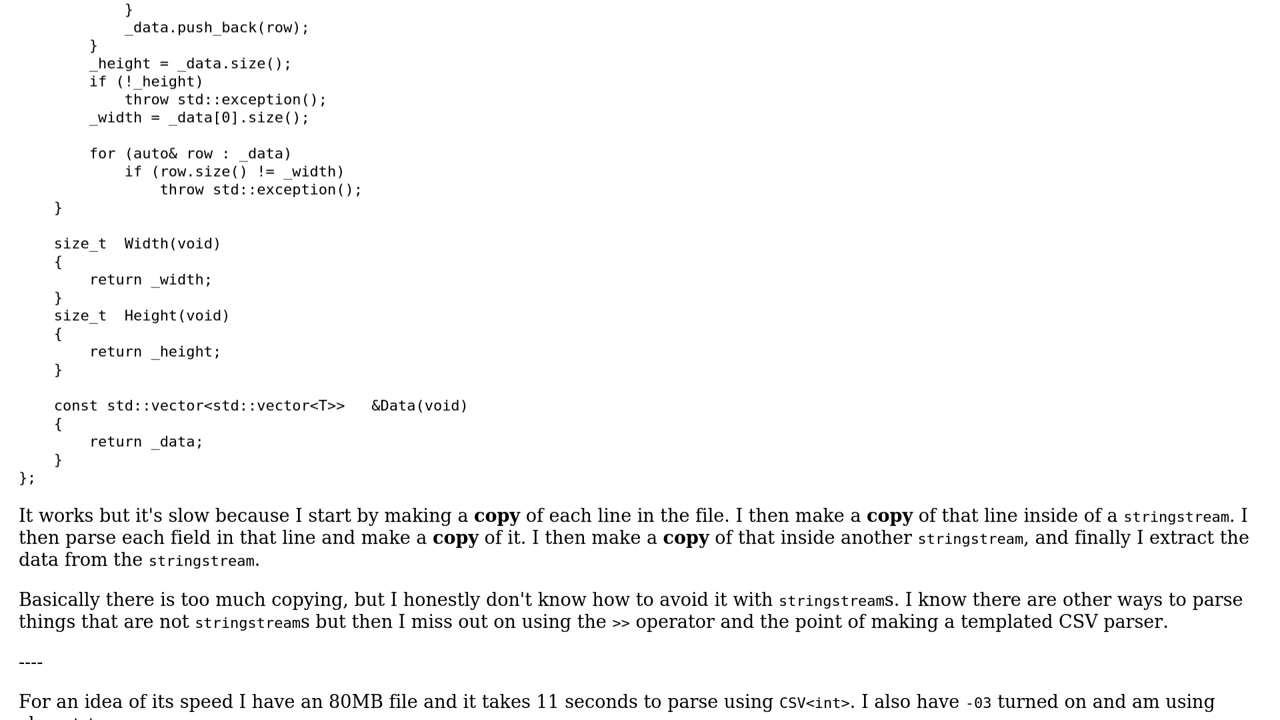 }
            _data.push_back(row);
        }
        _height = _data.size();
        if (!_height)
            throw std::exception();
        _width = _data[0].size();

        for (auto& row : _data)
            if (row.size() != _width)
                throw std::exception();
    }

    size_t  Width(void)
    {
        return _width;
    }
    size_t  Height(void)
    {
        return _height;
    }

    const std::vector<std::vector<T>>   &Data(void)
    {
        return _data;
    }
};
It works but it's slow because I start by making a copy of each line in the file. I then make a copy of that line inside of a stringstream. I
then parse each field in that line and make a copy of it. I then make a copy of that inside another stringstream, and finally I extract the
data from the stringstream.
Basically there is too much copying, but I honestly don't know how to avoid it with stringstreams. I know there are other ways to parse
things that are not stringstreams but then I miss out on using the >> operator and the point of making a templated CSV parser.
----
For an idea of its speed I have an 80MB file and it takes 11 seconds to parse using CSV<int>. I also have -O3 turned on and am using